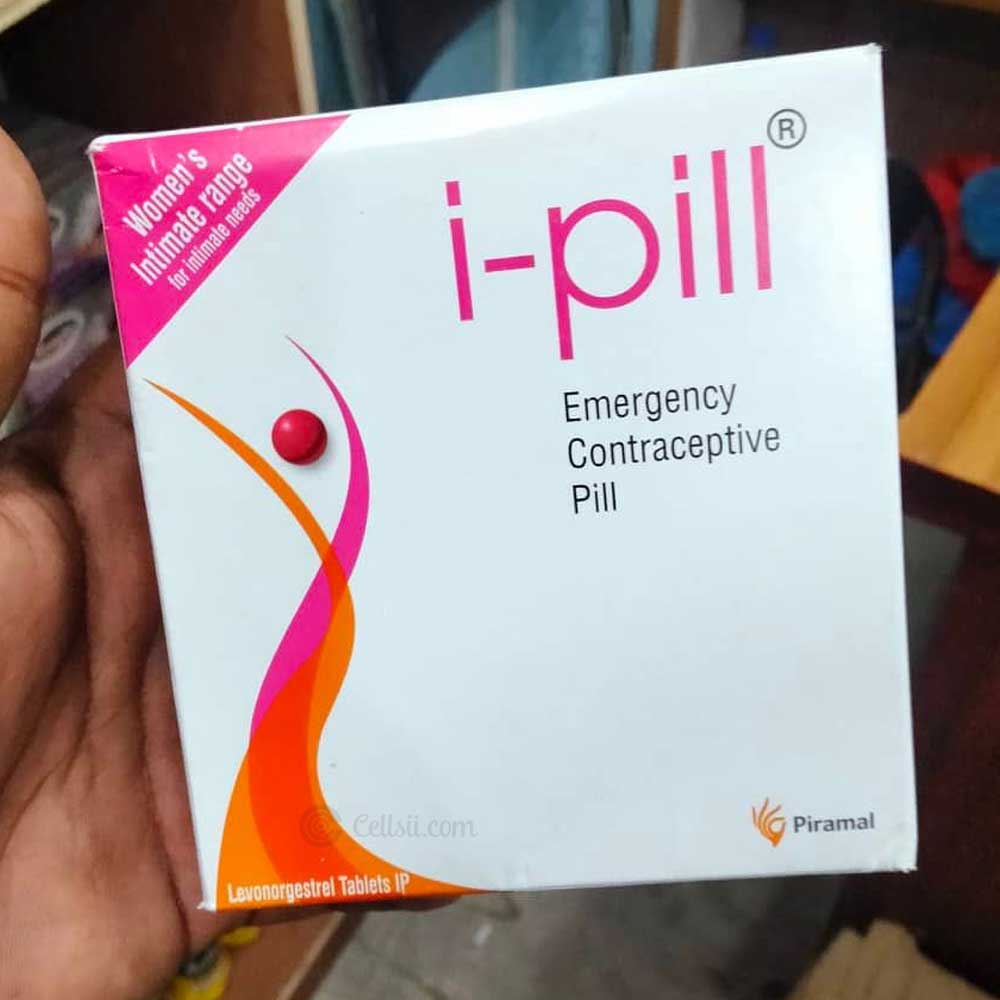 Women's
Intimate range
for intimate needs
i-pill®
Emergency
Contraceptive
Pill
Cellsii.com
Piramal
Levonorgestrel Tablets IP